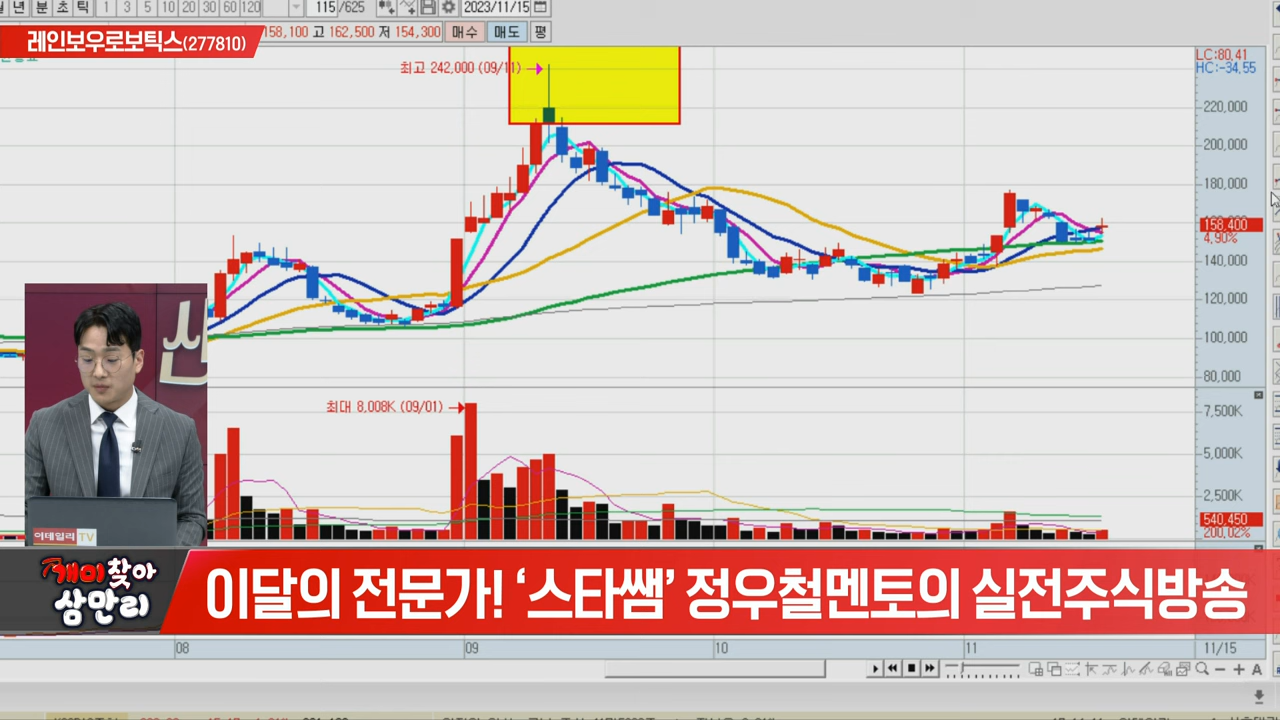 년 분 초 틱 1 3 5 10 20 30 60 120 115 /625 2023/11/15
레인보우로보틱스(277810)
158,100 고 162,500 저 154,300 매수 매도 평
LC:80,41
HC:-34,55
최고 242,000 (09/11)
220,000
200,000
180,000
158,400
4,90%
140,000
120,000
100,000
80,000
최대 8,008K (09/01)
7,500K
5,000K
2,500K
540,450
200,02%
이데일리 TV
개미찾아
삼만리
이달의 전문가! ‘스타쌤’ 정우철멘토의 실전주식방송
08 09 10 11 11/15
A